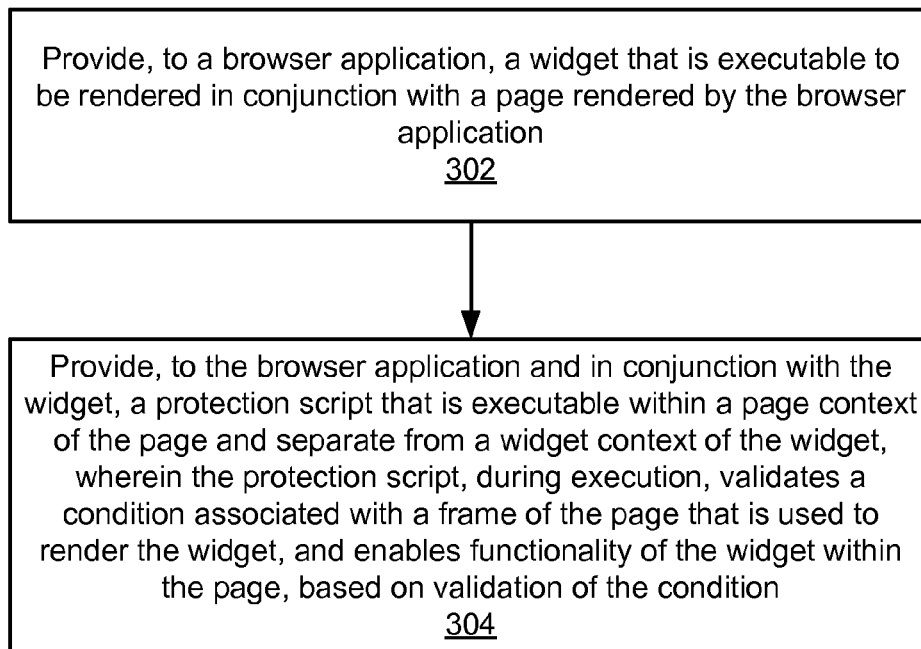 Provide, to a browser application, a widget that is executable to
be rendered in conjunction with a page rendered by the browser
application
302
Provide, to the browser application and in conjunction with the
widget, a protection script that is executable within a page context
of the page and separate from a widget context of the widget,
wherein the protection script, during execution, validates a
condition associated with a frame of the page that is used to
render the widget, and enables functionality of the widget within
the page, based on validation of the condition
304